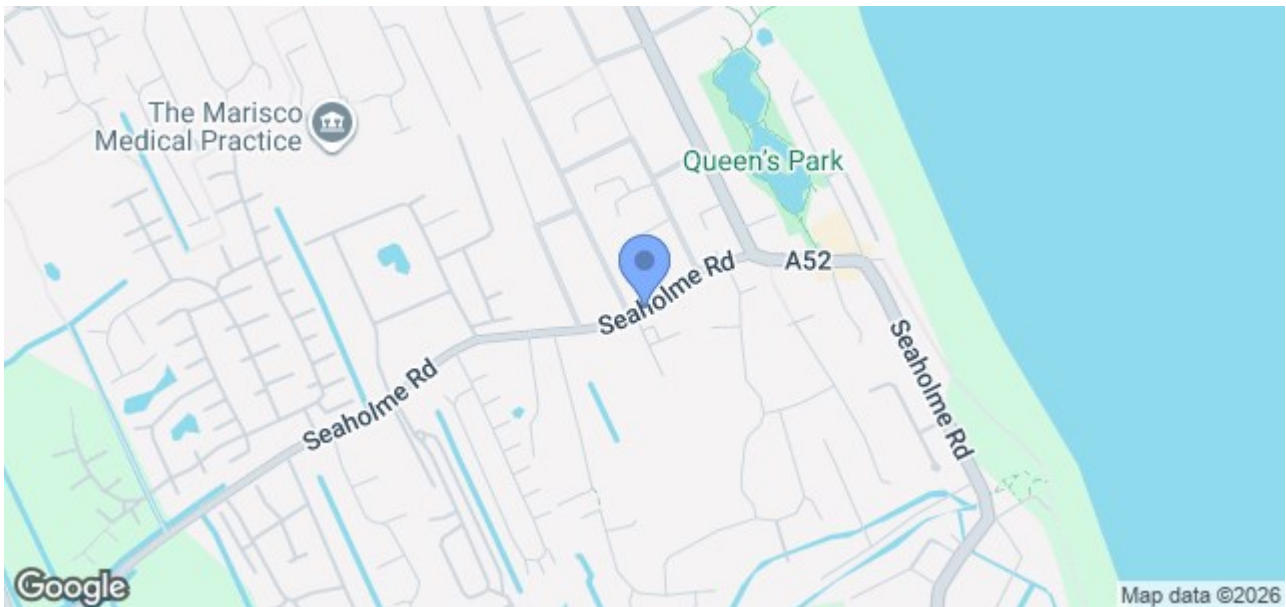 The Marisco
Medical Practice
Queen's Park
A52
Seaholme Rd
Seaholme Rd
Seaholme Rd
Google
Map data ©2026